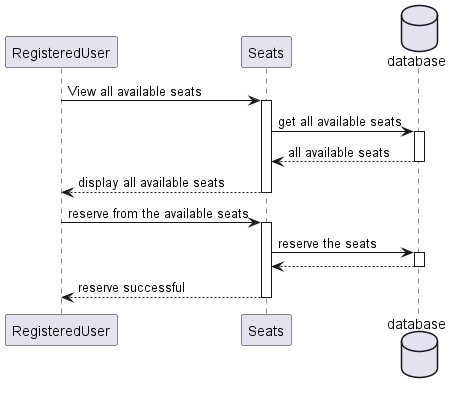 database
RegisteredUser
Seats
View all available seats
get all available seats
all available seats
display all available seats
reserve from the available seats
reserve the seats
reserve successful
RegisteredUser
Seats
database